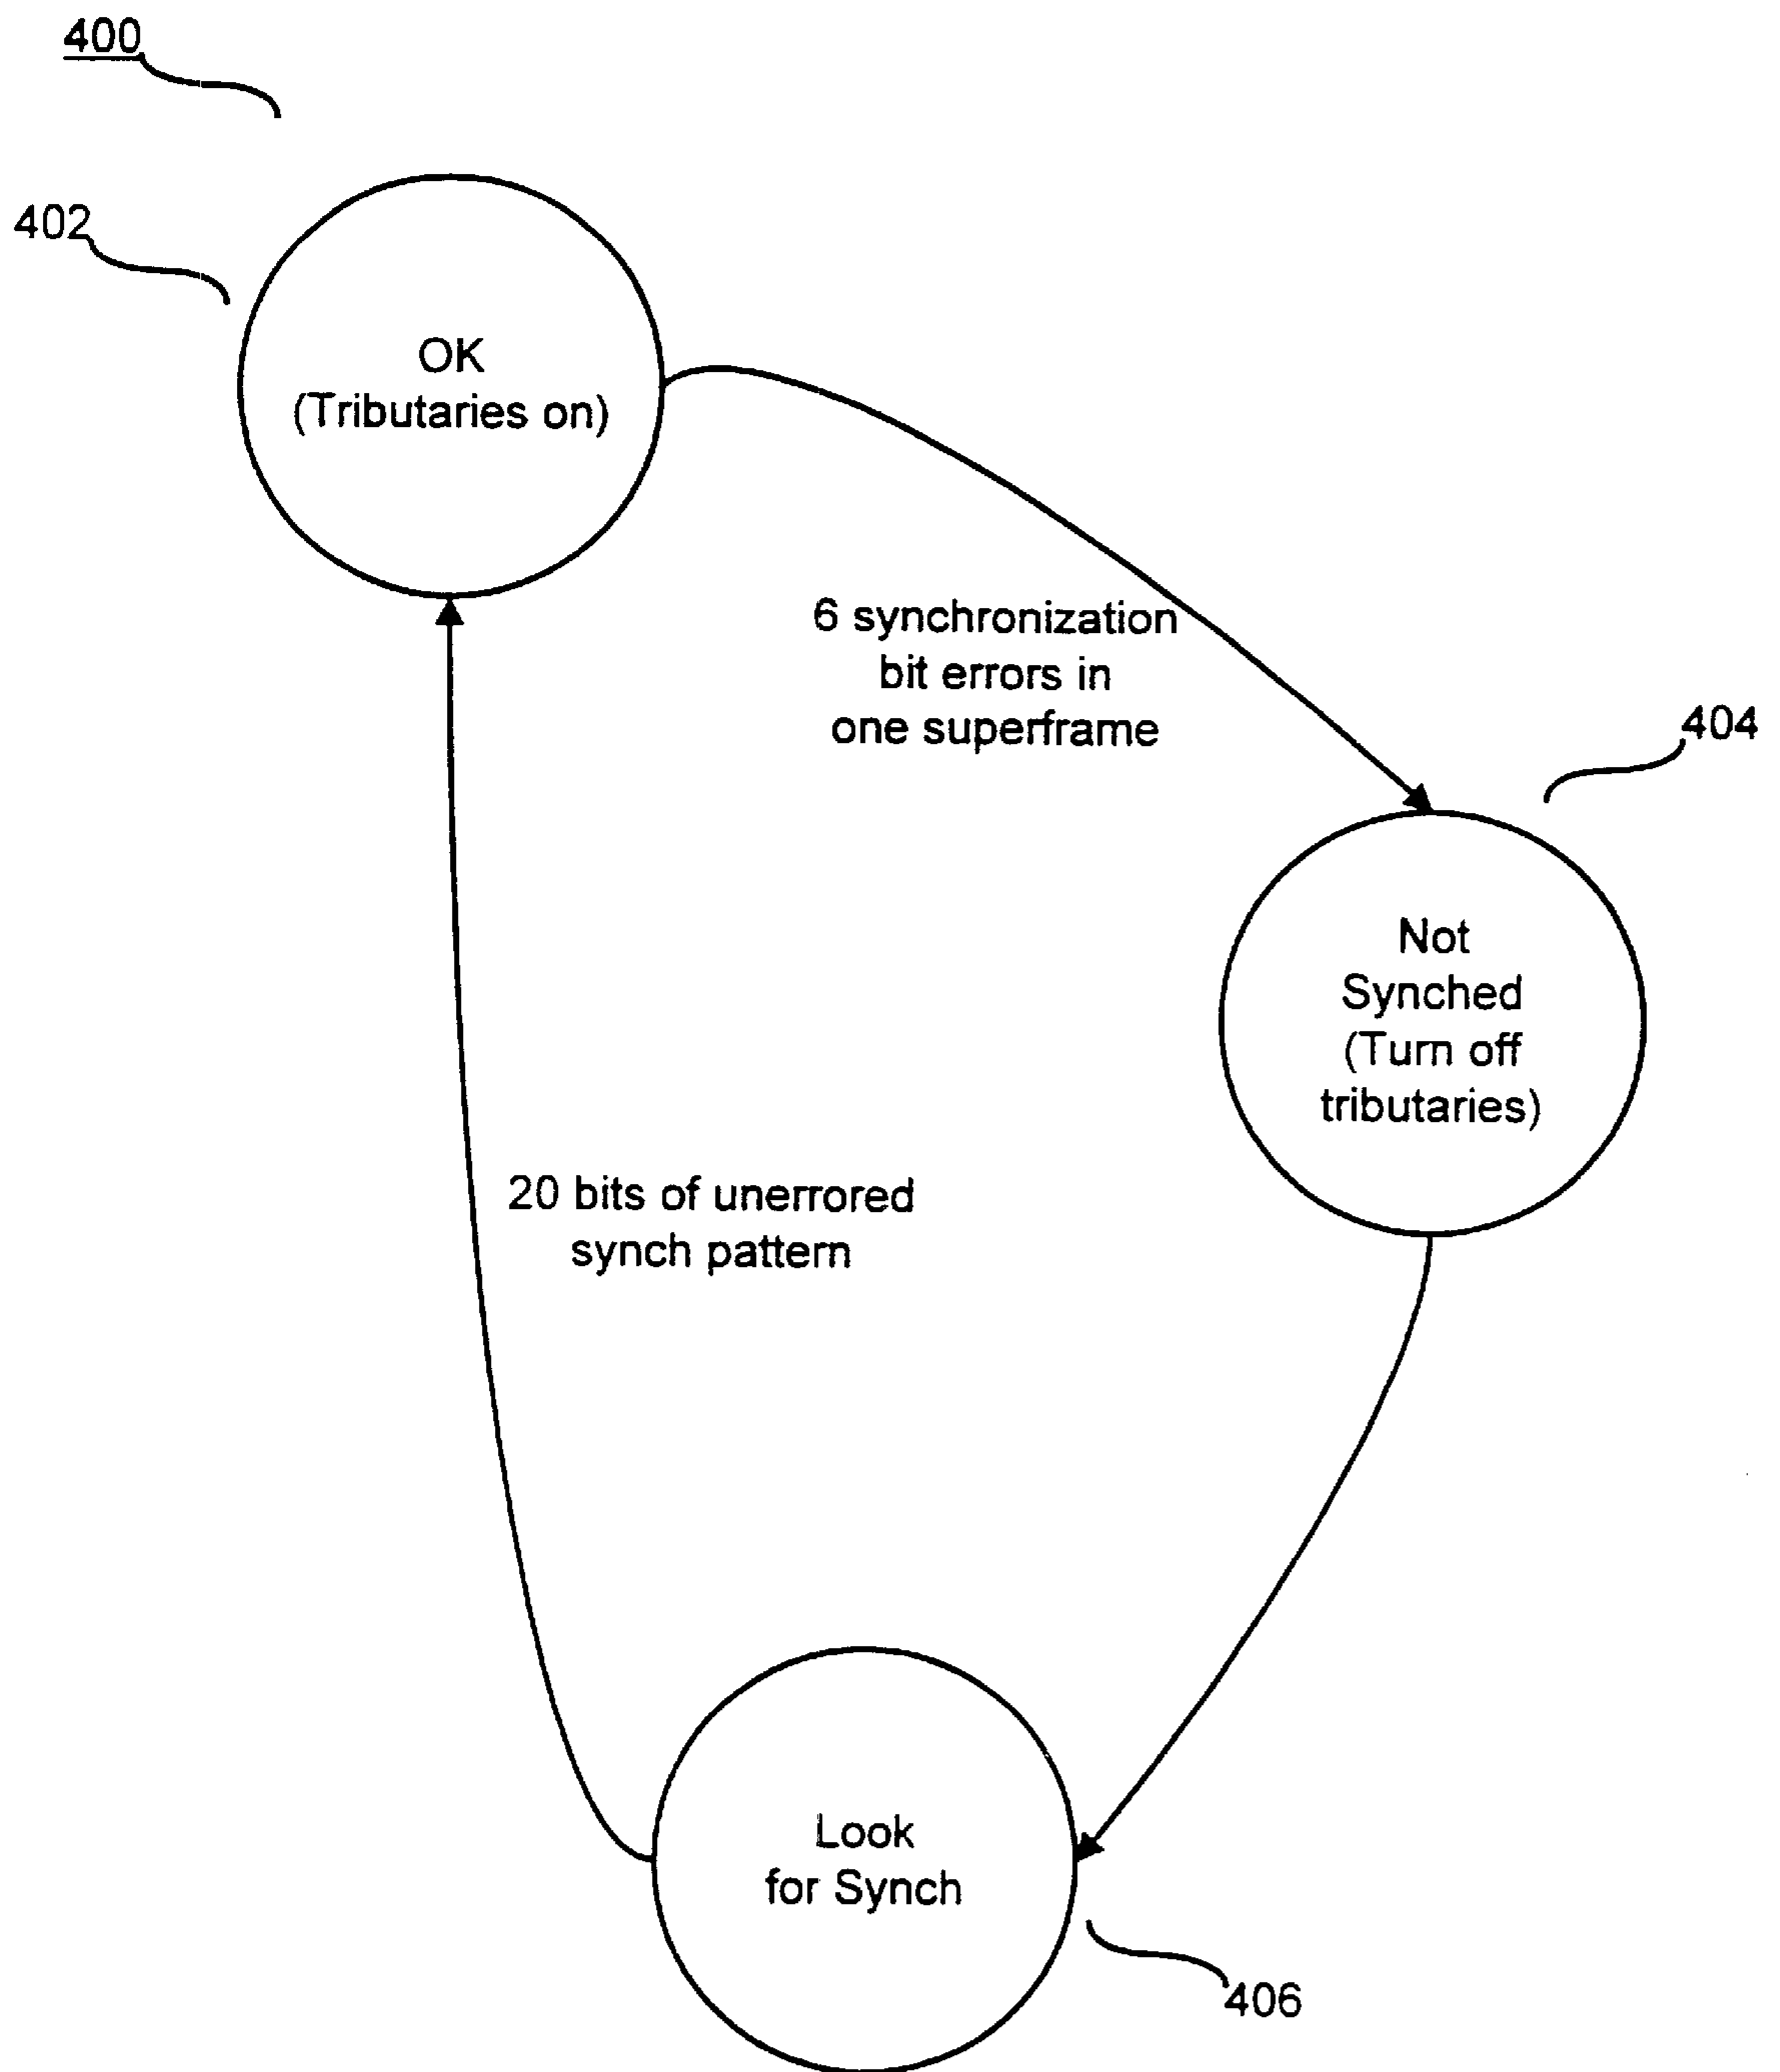 400
402
OK
(Tributaries on)
6 synchronization
bit errors in
one superframe
404
Not
Synched
(Turn off
tributaries)
20 bits of unerrored
synch pattern
Look
for Synch
406